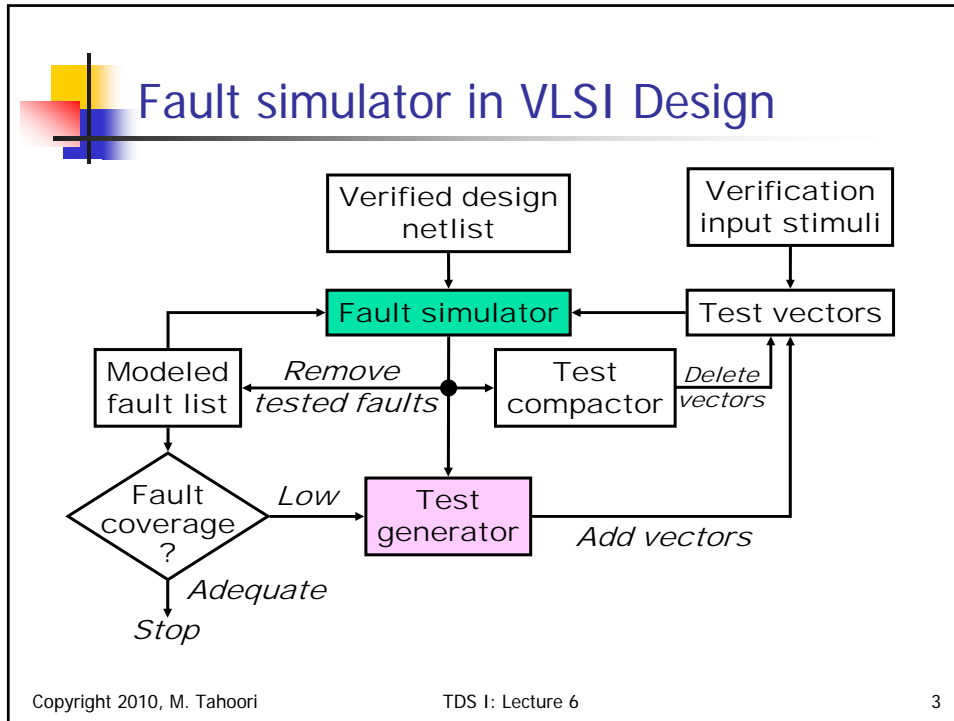 Fault simulator in VLSI Design
Verified design
netlist
Verification
input stimuli
Fault simulator
Test vectors
Modeled
fault list
Remove
tested faults
Test
compactor
Delete
vectors
Fault
coverage
?
Low
Test
generator
Add vectors
Adequate
Stop
Copyright 2010, M. Tahoori
TDS I: Lecture 6
3